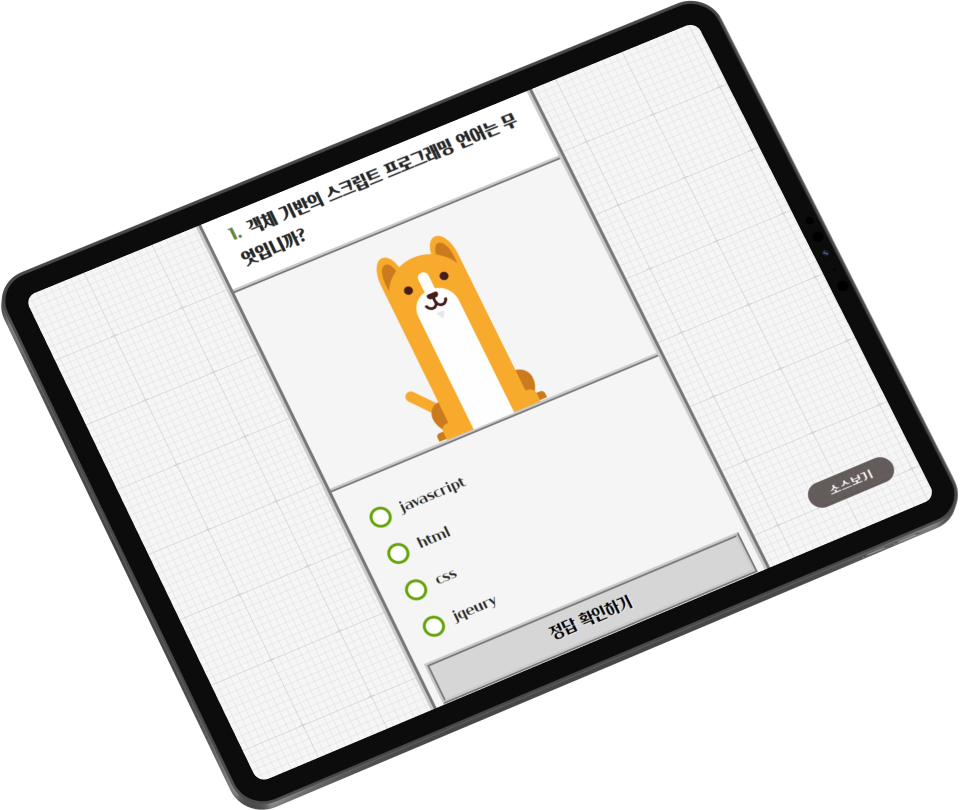 1. 객체 기반의 스크립트 프로그래밍 언어는 무
엇입니까?
javascript
html
css
jqeury
정답 확인하기
소스보기